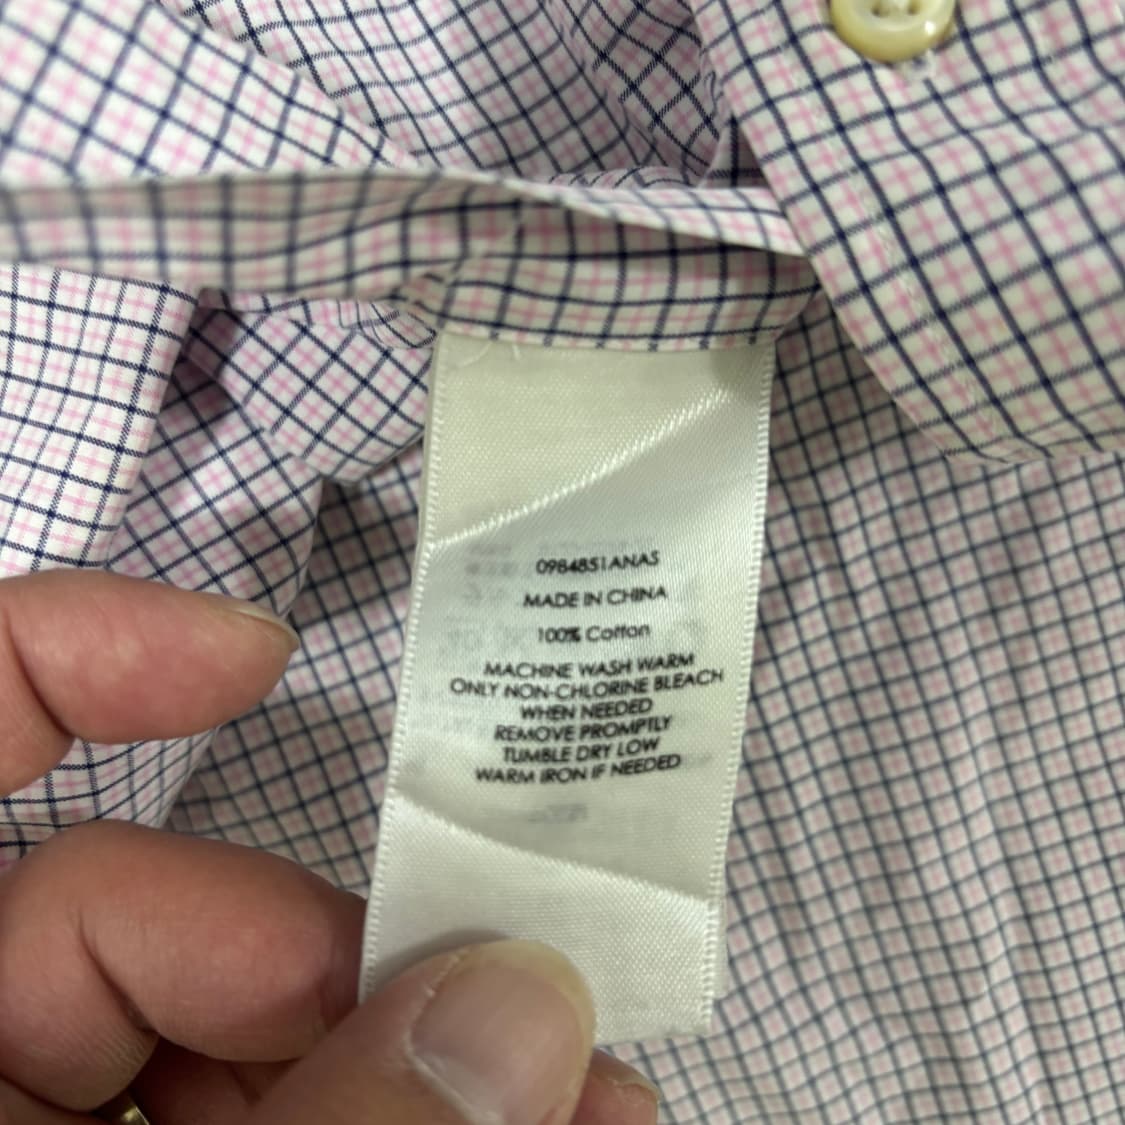 0984851ANAS
MADE IN CHINA
100% Cotton
MACHINE WASH WARM
ONLY NON-CHLORINE BLEACH
WHEN NEEDED
REMOVE PROMPTLY
TUMBLE DRY LOW
WARM IRON IF NEEDED